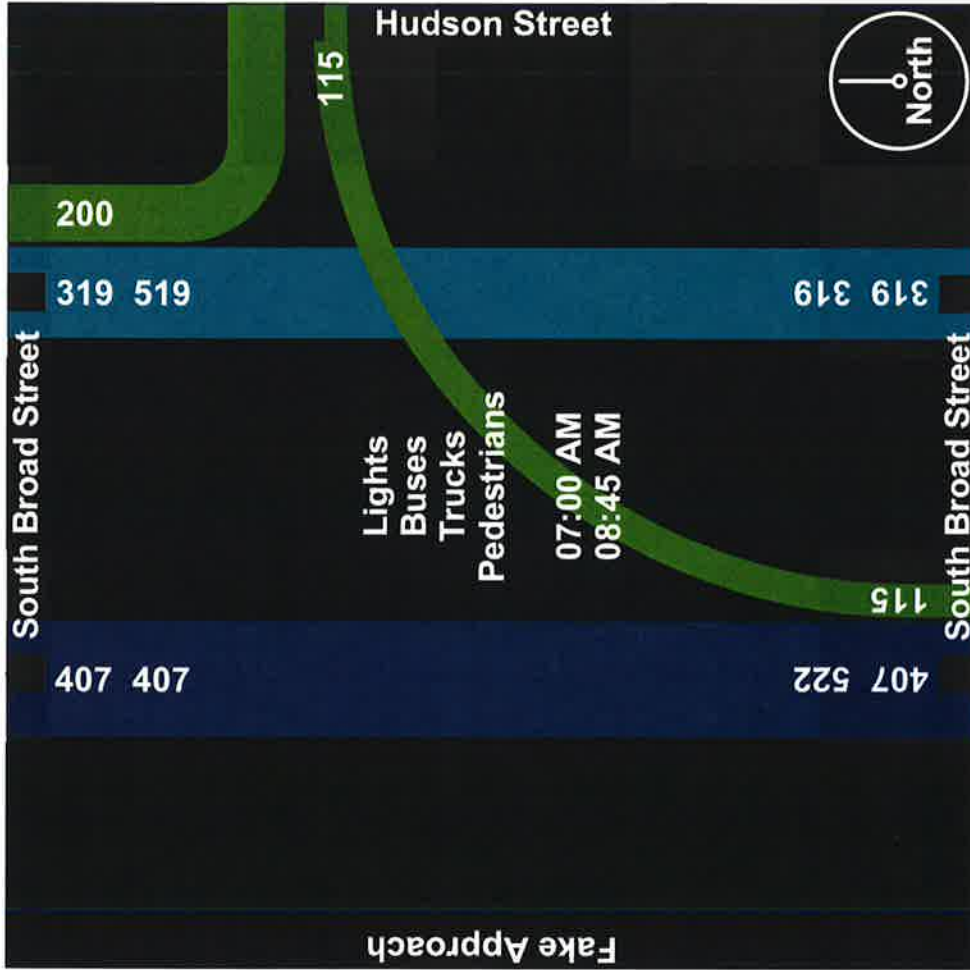 Hudson Street
115
North
200
319 519
319 319
South Broad Street
Lights
Buses
Trucks
Pedestrians
07:00 AM
08:45 AM
115
South Broad Street
407 407
407 522
Fake Approach